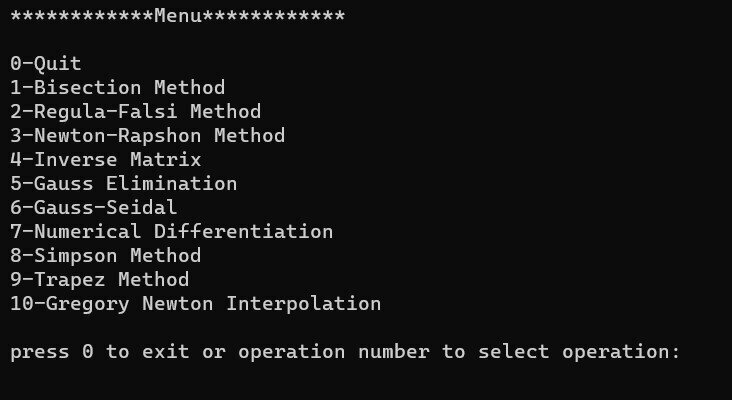 ************Menu************
0-Quit
1-Bisection Method
2-Regula-Falsi Method
3-Newton-Rapshon Method
4-Inverse Matrix
5-Gauss Elimination
6-Gauss-Seidal
7-Numerical Differentiation
8-Simpson Method
9-Trapez Method
10-Gregory Newton Interpolation
press 0 to exit or operation number to select operation: